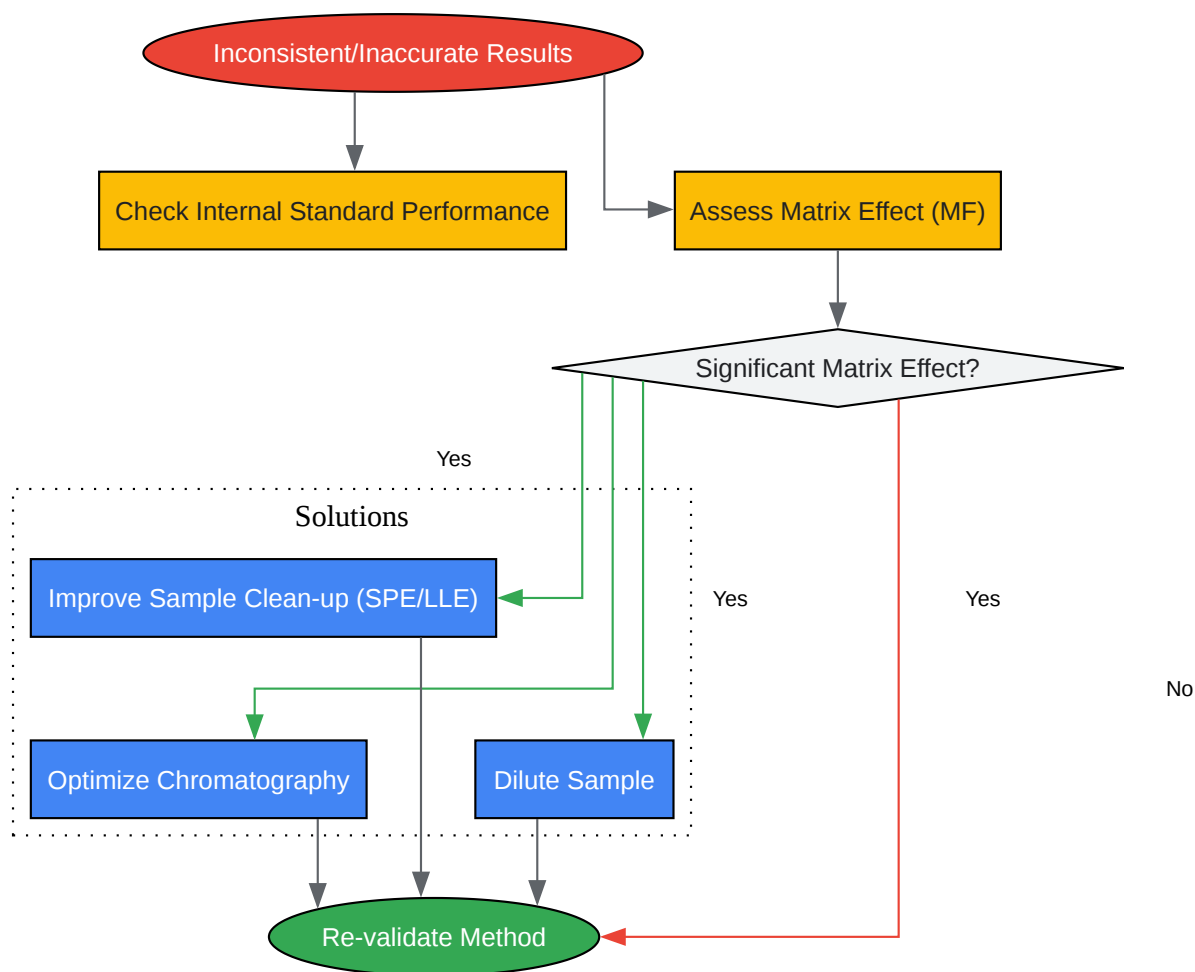 Inconsistent/Inaccurate Results
Check Internal Standard Performance
Assess Matrix Effect (MF)
Significant Matrix Effect?
Yes
Solutions
Improve Sample Clean-up (SPE/LLE)
Yes
Yes
No
Optimize Chromatography
Dilute Sample
Re-validate Method